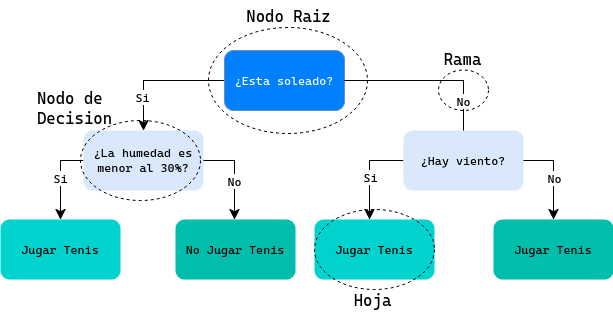 Nodo Raiz
¿Esta soleado?
Rama
Si
No
Nodo de
Decision
¿La humedad es
menor al 30%?
¿Hay viento?
Si
No
Si
No
Jugar Tenis
No Jugar Tenis
Jugar Tenis
Jugar Tenis
Hoja